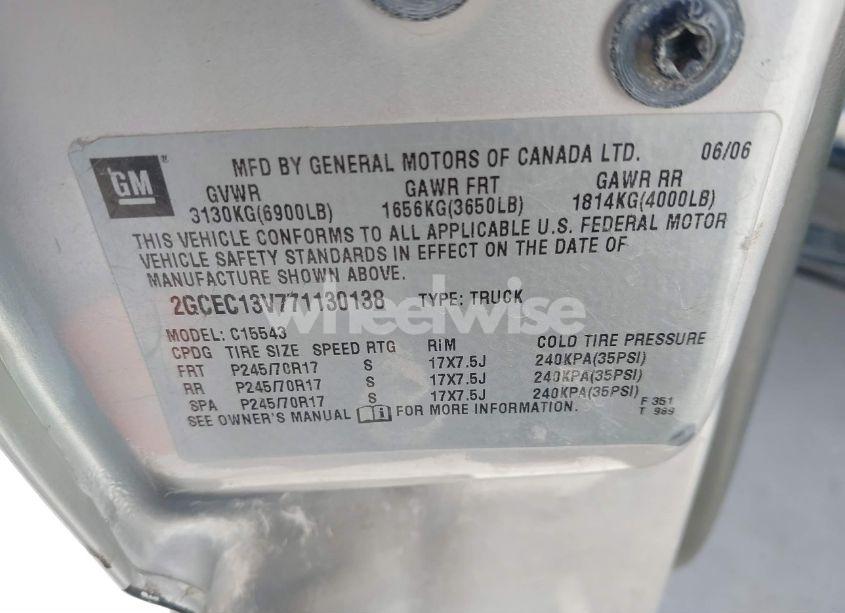 GM ®
MFD BY GENERAL MOTORS OF CANADA LTD. 06/06
GVWR GAWR FRT GAWR RR
3130KG(6900LB) 1656KG(3650LB) 1814KG(4000LB)
THIS VEHICLE CONFORMS TO ALL APPLICABLE U.S. FEDERAL MOTOR
VEHICLE SAFETY STANDARDS IN EFFECT ON THE DATE OF
MANUFACTURE SHOWN ABOVE.
2GCEC13V771130138 TYPE: TRUCK
wheelwise
MODEL: C15543
CPDG TIRE SIZE SPEED RTG RIM COLD TIRE PRESSURE
FRT P245/70R17 S 17X7.5J 240KPA(35PSI)
RR P245/70R17 S 17X7.5J 240KPA(35PSI)
SPA P245/70R17 S 17X7.5J 240KPA(35PSI)
SEE OWNER'S MANUAL i FOR MORE INFORMATION.
F 351
T 989